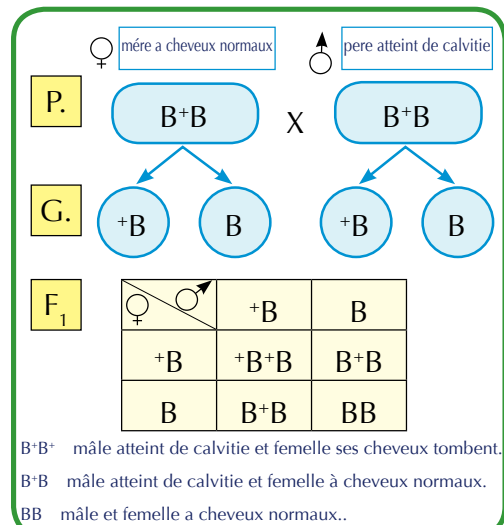 mére a cheveux normaux pere atteint de calvitie
P. B⁺B X B⁺B
G. ⁺B B ⁺B B
F₁ ⁺B B
⁺B ⁺B⁺B B⁺B
B B⁺B BB
B⁺B⁺ mâle atteint de calvitie et femelle ses cheveux tombent.
B⁺B mâle atteint de calvitie et femelle à cheveux normaux.
BB mâle et femelle a cheveux normaux..